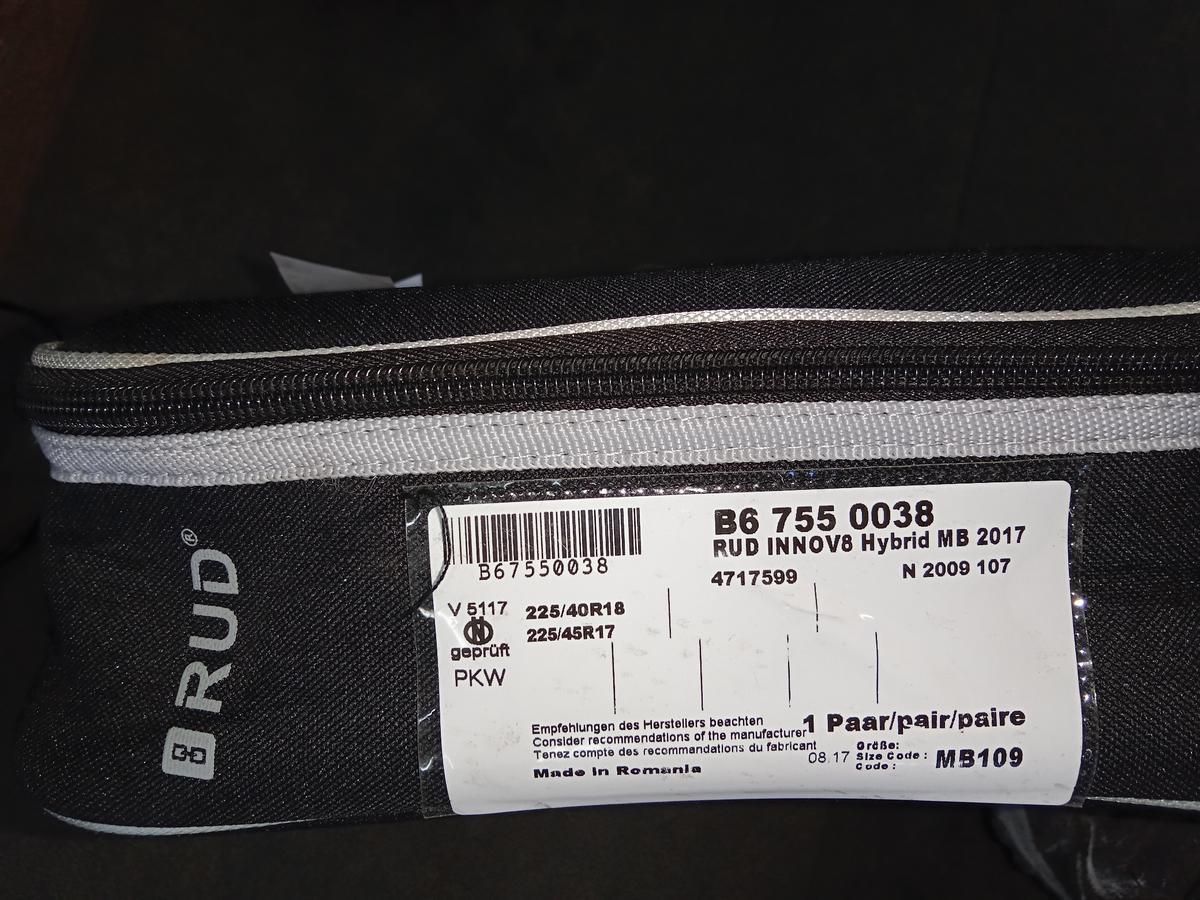 RUD®
B67550038
B6 755 0038
RUD INNOV8 Hybrid MB 2017
4717599
N 2009 107
V 5117
N
geprüft
PKW
225/40R18
225/45R17
Empfehlungen des Herstellers beachten
Consider recommendations of the manufacturer
Tenez compte des recommandations du fabricant
Made in Romania
1 Paar/pair/paire
08.17
Größe:
Size Code :
Code :
MB109